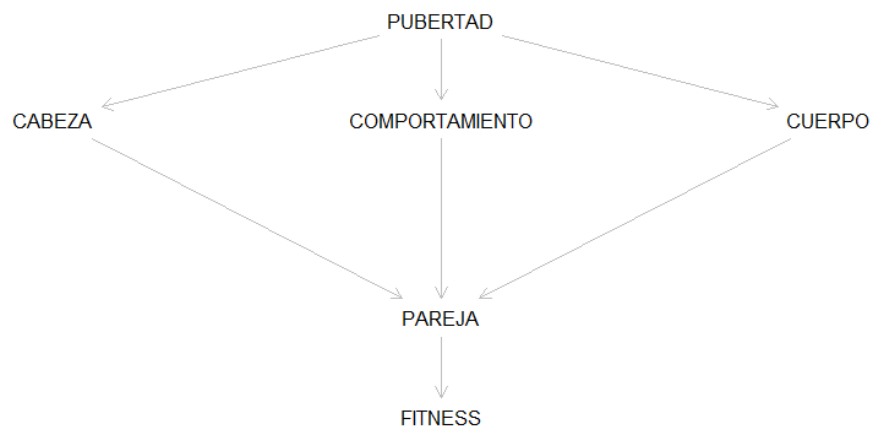 PUBERTAD
CABEZA COMPORTAMIENTO CUERPO
PAREJA
FITNESS